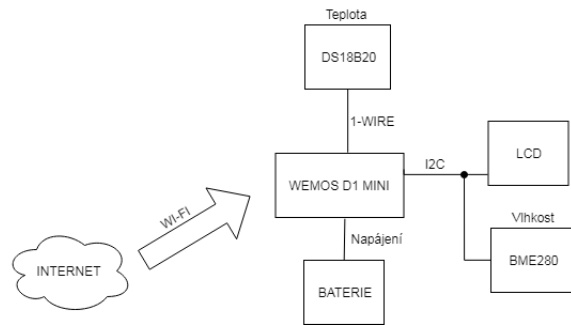 Teplota
DS18B20
1-WIRE
WEMOS D1 MINI
I2C
LCD
WI-FI
Vlhkost
Napájení
BME280
INTERNET
BATERIE